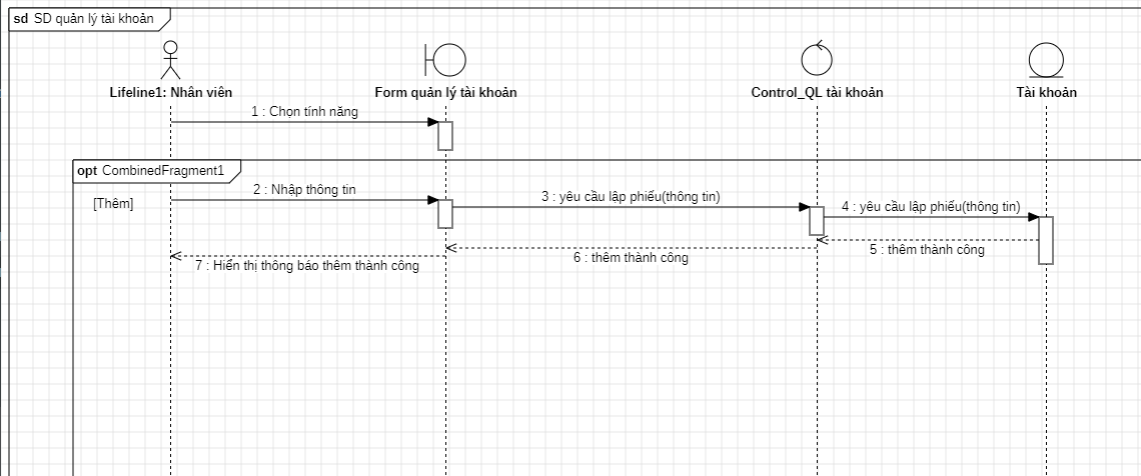 sd SD quản lý tài khoản
Lifeline1: Nhân viên
Form quản lý tài khoản
Control_QL tài khoản
Tài khoản
1 : Chọn tính năng
opt CombinedFragment1
[Thêm]
2 : Nhập thông tin
3 : yêu cầu lập phiếu(thông tin)
4 : yêu cầu lập phiếu(thông tin)
5 : thêm thành công
6 : thêm thành công
7 : Hiển thị thông báo thêm thành công